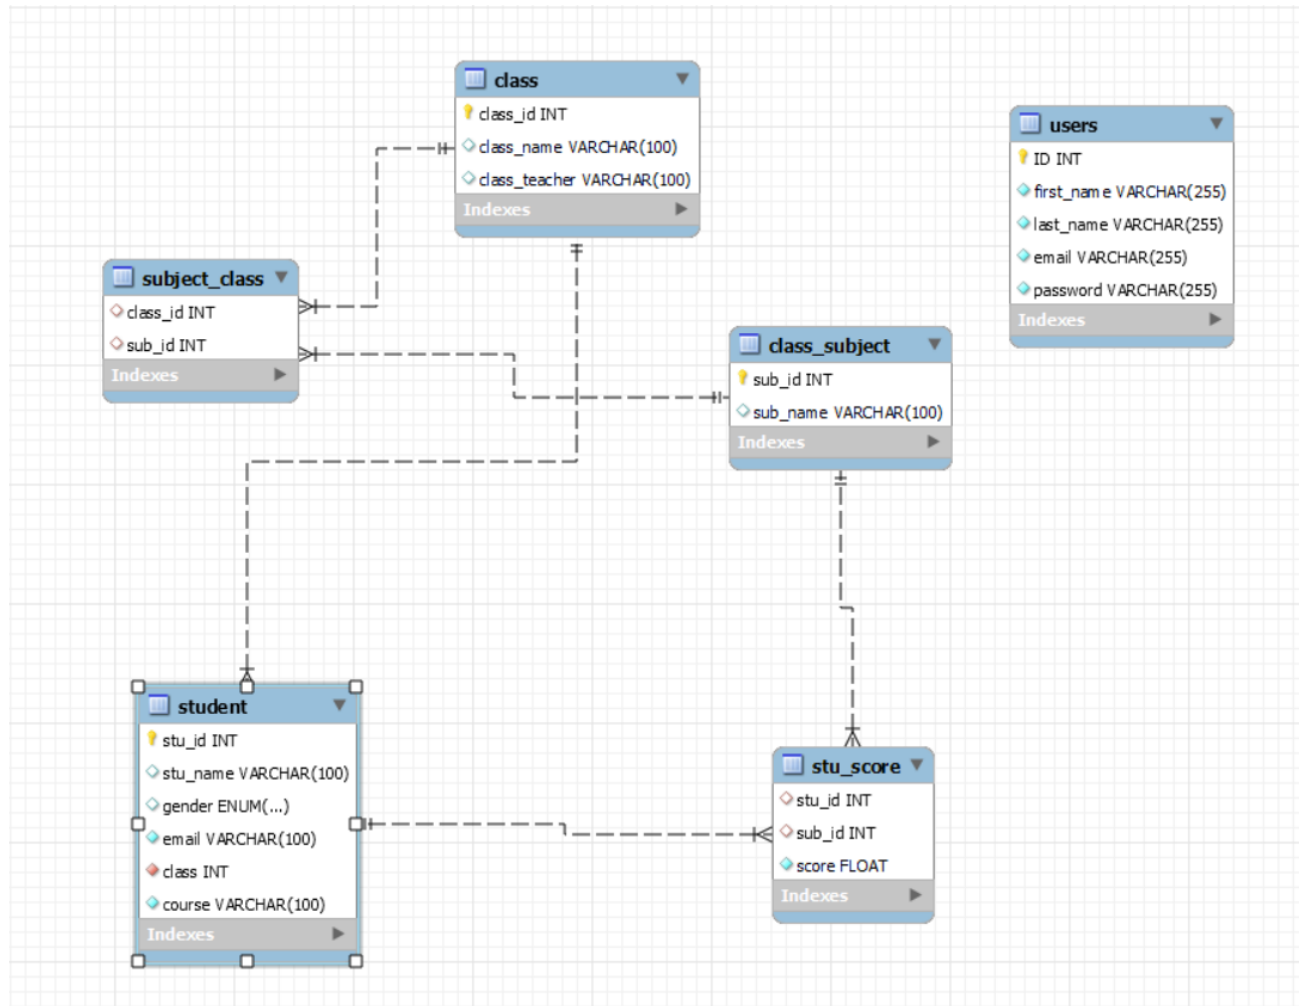 class
class_id INT
class_name VARCHAR(100)
class_teacher VARCHAR(100)
Indexes
users
ID INT
first_name VARCHAR(255)
last_name VARCHAR(255)
email VARCHAR(255)
password VARCHAR(255)
Indexes
subject_class
class_id INT
sub_id INT
Indexes
class_subject
sub_id INT
sub_name VARCHAR(100)
Indexes
student
stu_id INT
stu_name VARCHAR(100)
gender ENUM(...)
email VARCHAR(100)
class INT
course VARCHAR(100)
Indexes
stu_score
stu_id INT
sub_id INT
score FLOAT
Indexes